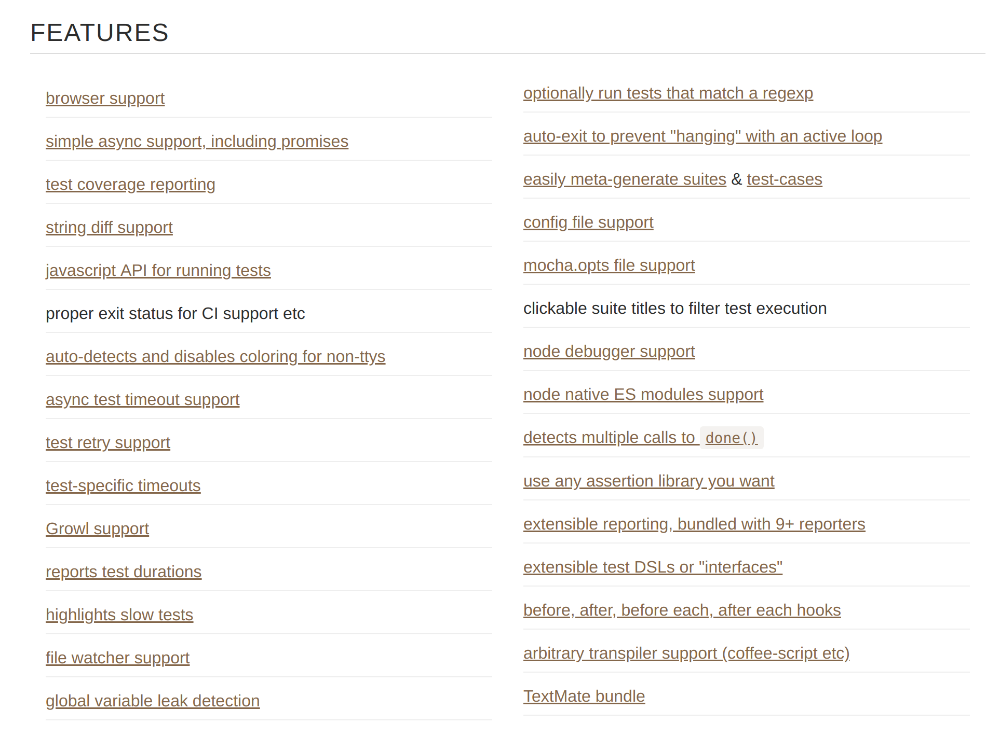 FEATURES
browser support
simple async support, including promises
test coverage reporting
string diff support
javascript API for running tests
proper exit status for CI support etc
auto-detects and disables coloring for non-ttys
async test timeout support
test retry support
test-specific timeouts
Growl support
reports test durations
highlights slow tests
file watcher support
global variable leak detection
optionally run tests that match a regexp
auto-exit to prevent "hanging" with an active loop
easily meta-generate suites & test-cases
config file support
mocha.opts file support
clickable suite titles to filter test execution
node debugger support
node native ES modules support
detects multiple calls to done()
use any assertion library you want
extensible reporting, bundled with 9+ reporters
extensible test DSLs or "interfaces"
before, after, before each, after each hooks
arbitrary transpiler support (coffee-script etc)
TextMate bundle